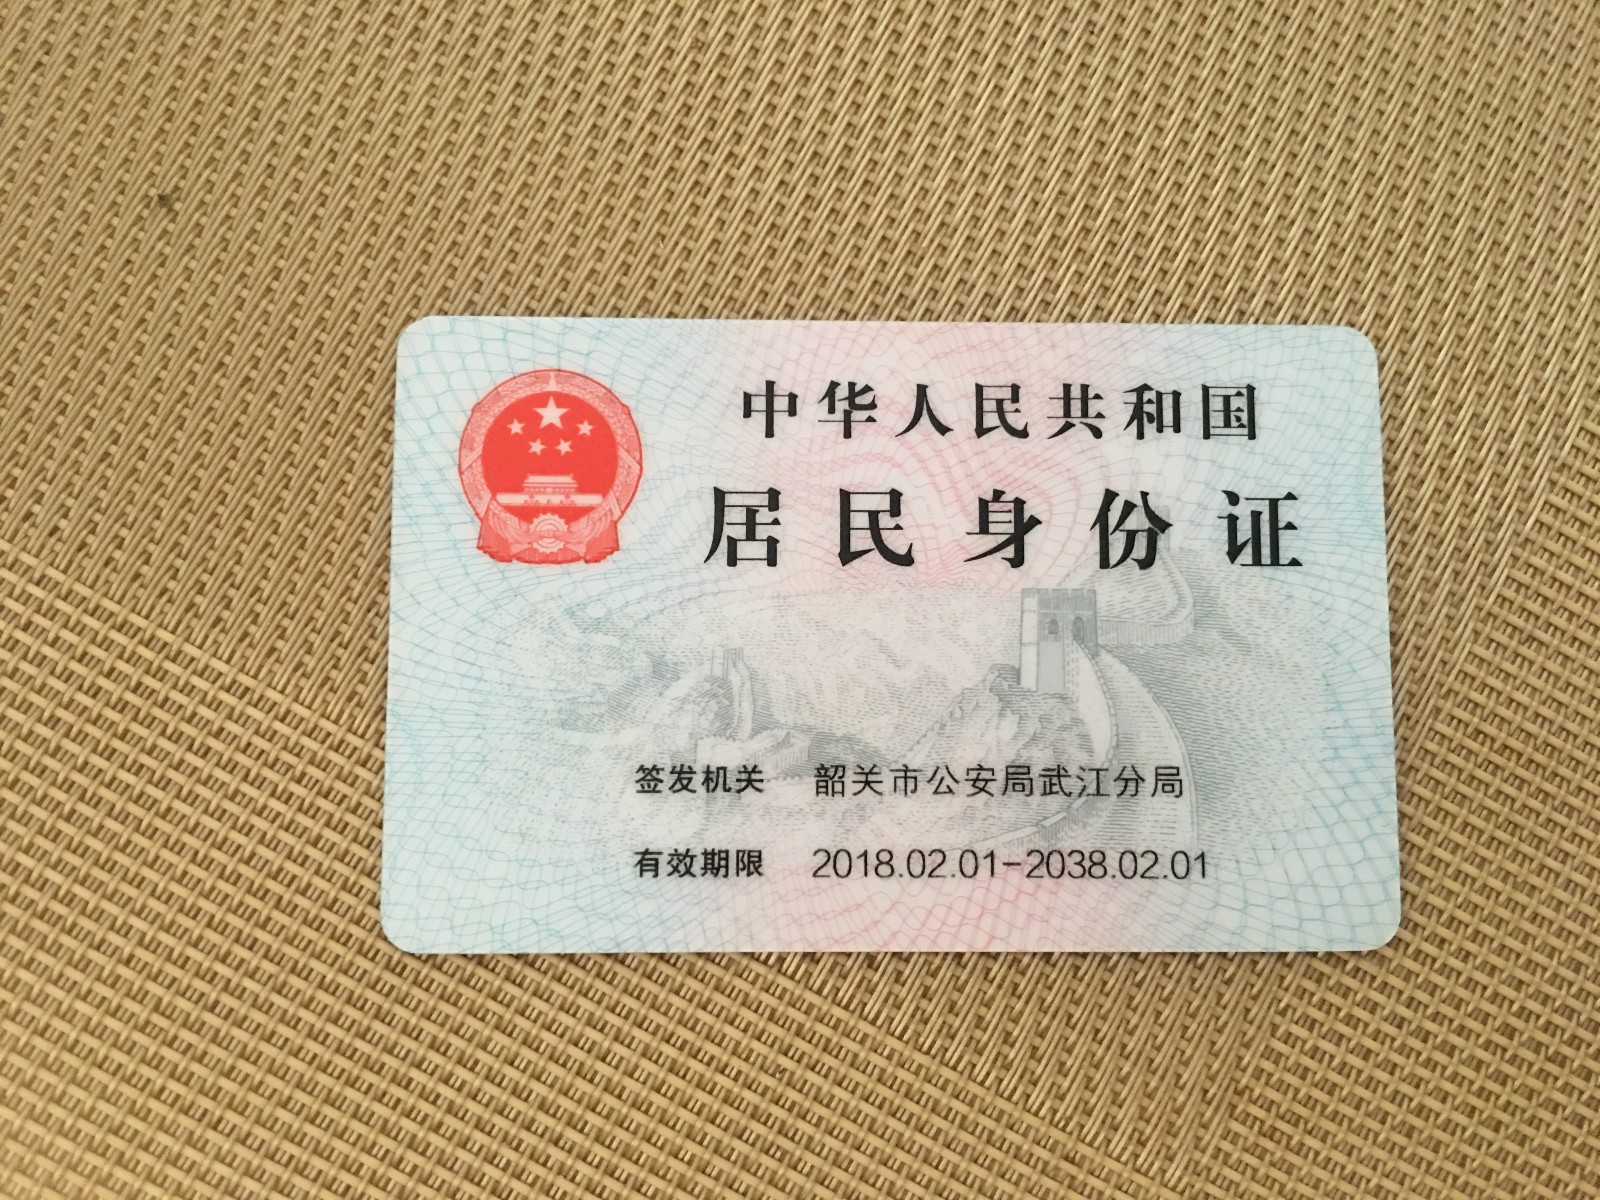 中华人民共和国
居民身份证
签发机关 韶关市公安局武江分局
有效期限 2018.02.01-2038.02.01